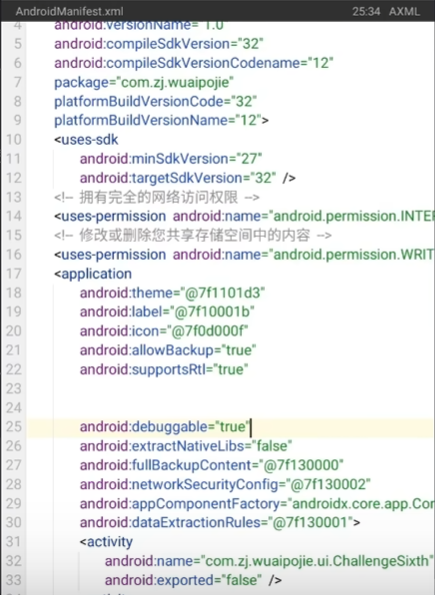 AndroidManifest.xml 25:34 AXML
4 android:versionName="1.0"
5 android:compileSdkVersion="32"
6 android:compileSdkVersionCodename="12"
7 package="com.zj.wuaipojie"
8 platformBuildVersionCode="32"
9 platformBuildVersionName="12">
10 <uses-sdk
11 android:minSdkVersion="27"
12 android:targetSdkVersion="32" />
13 <!-- 拥有完全的网络访问权限 -->
14 <uses-permission android:name="android.permission.INTE
15 <!-- 修改或删除您共享存储空间中的内容 -->
16 <uses-permission android:name="android.permission.WRIT
17 <application
18 android:theme="@7f1101d3"
19 android:label="@7f10001b"
20 android:icon="@7f0d000f"
21 android:allowBackup="true"
22 android:supportsRtl="true"
23
24
25 android:debuggable="true"
26 android:extractNativeLibs="false"
27 android:fullBackupContent="@7f130000"
28 android:networkSecurityConfig="@7f130002"
29 android:appComponentFactory="androidx.core.app.Cor
30 android:dataExtractionRules="@7f130001">
31 <activity
32 android:name="com.zj.wuaipojie.ui.ChallengeSixth"
33 android:exported="false" />